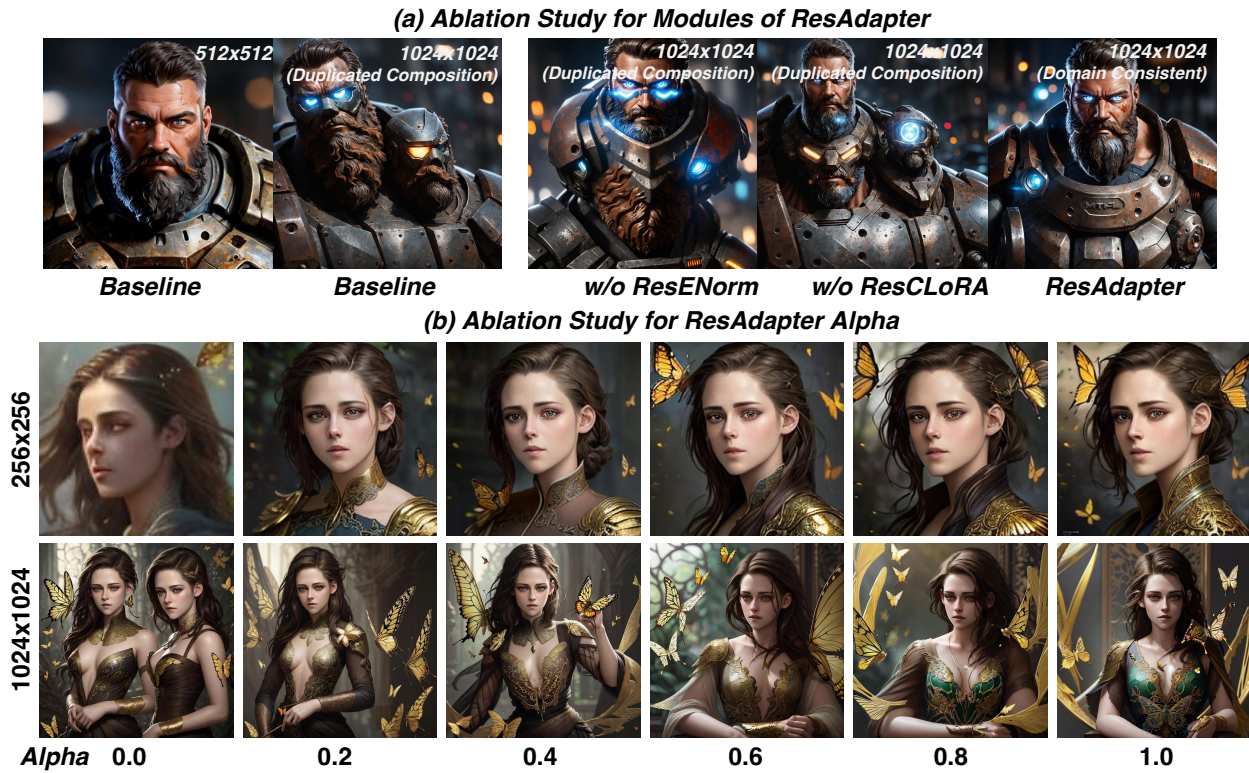 (a) Ablation Study for Modules of ResAdapter
512x512
1024x1024
(Duplicated Composition)
1024x1024
(Duplicated Composition)
1024x1024
(Duplicated Composition)
1024x1024
(Domain Consistent)
Baseline
Baseline
w/o ResENorm
w/o ResCLoRA
ResAdapter
(b) Ablation Study for ResAdapter Alpha
256x256
1024x1024
Alpha 0.0 0.2 0.4 0.6 0.8 1.0